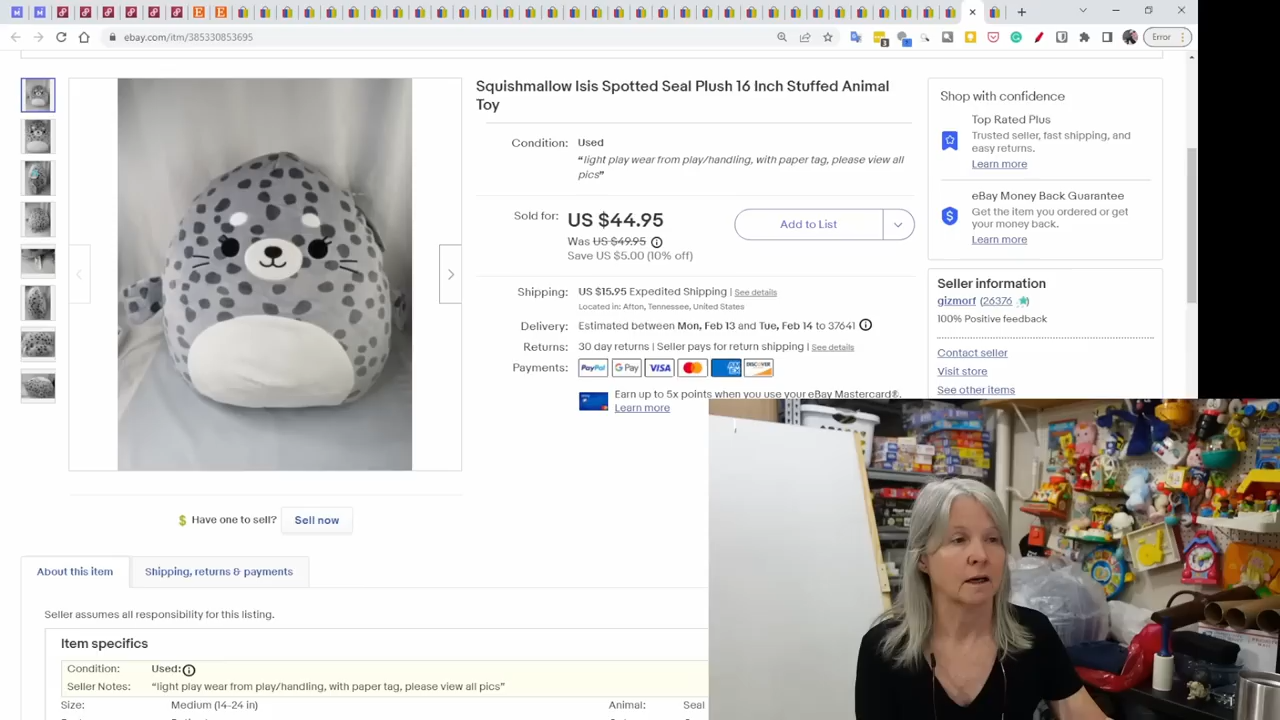 ebay.com/itm/385330853695
Error
Squishmallow Isis Spotted Seal Plush 16 Inch Stuffed Animal
Toy
Condition: Used
“light play wear from play/handling, with paper tag, please view all
pics”
Sold for: US $44.95
Was US $49.95
Save US $5.00 (10% off)
Add to List
Shipping: US $15.95 Expedited Shipping | See details
Located in: Afton, Tennessee, United States
Delivery: Estimated between Mon, Feb 13 and Tue, Feb 14 to 37641
Returns: 30 day returns | Seller pays for return shipping | See details
Payments: PayPal G Pay VISA DISCOVER
Earn up to 5x points when you use your eBay Mastercard®.
Learn more
Shop with confidence
Top Rated Plus
Trusted seller, fast shipping, and
easy returns.
Learn more
eBay Money Back Guarantee
Get the item you ordered or get
your money back.
Learn more
Seller information
gizmorf (26376)
100% Positive feedback
Contact seller
Visit store
See other items
Have one to sell? Sell now
About this item
Shipping, returns & payments
Seller assumes all responsibility for this listing.
Item specifics
Condition: Used:
Seller Notes: “light play wear from play/handling, with paper tag, please view all pics”
Size: Medium (14-24 in)
Animal: Seal